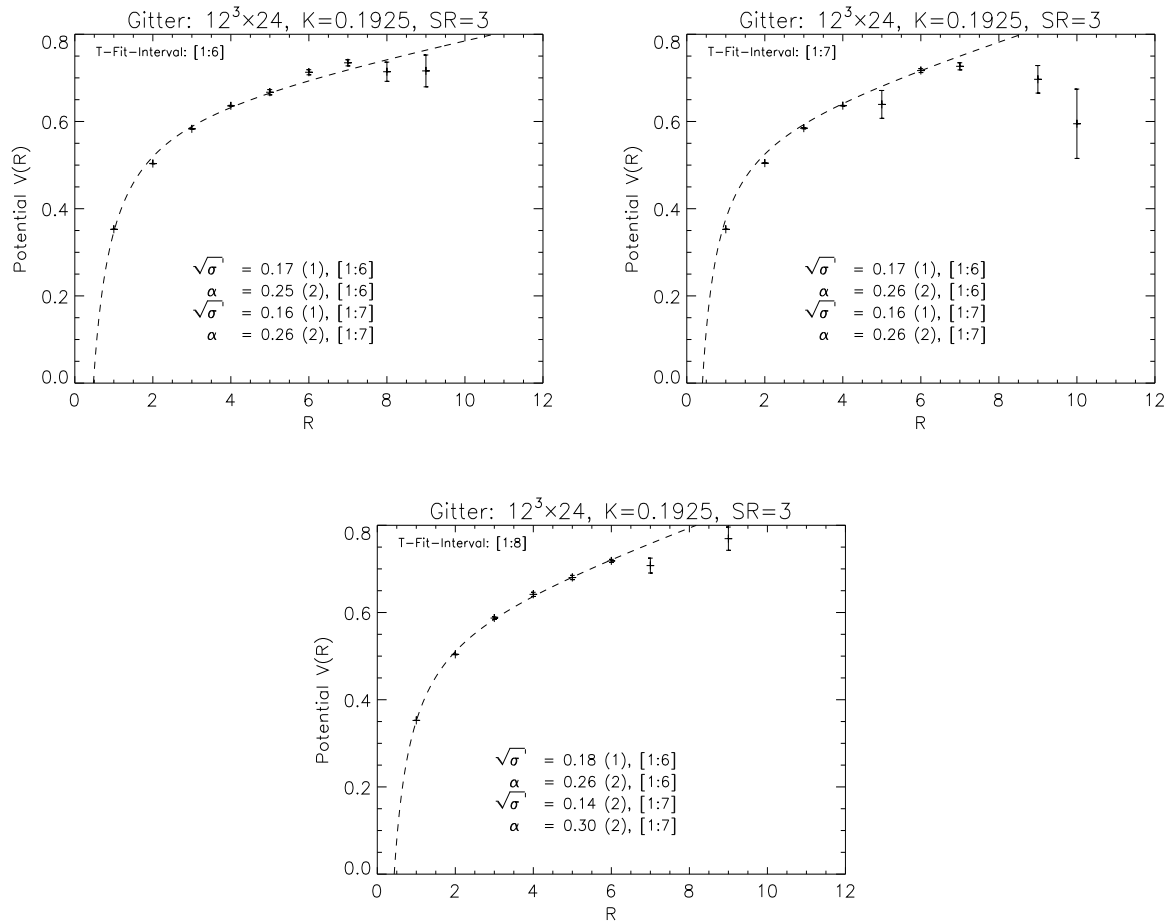 Gitter: 12³×24, K=0.1925, SR=3
T-Fit-Interval: [1:6]
Potential V(R)
0.8
0.6
0.4
0.2
0.0
√σ = 0.17 (1), [1:6]
α = 0.25 (2), [1:6]
√σ = 0.16 (1), [1:7]
α = 0.26 (2), [1:7]
0 2 4 6 8 10 12
R
Gitter: 12³×24, K=0.1925, SR=3
T-Fit-Interval: [1:7]
Potential V(R)
0.8
0.6
0.4
0.2
0.0
√σ = 0.17 (1), [1:6]
α = 0.26 (2), [1:6]
√σ = 0.16 (1), [1:7]
α = 0.26 (2), [1:7]
0 2 4 6 8 10 12
R
Gitter: 12³×24, K=0.1925, SR=3
T-Fit-Interval: [1:8]
Potential V(R)
0.8
0.6
0.4
0.2
0.0
√σ = 0.18 (1), [1:6]
α = 0.26 (2), [1:6]
√σ = 0.14 (2), [1:7]
α = 0.30 (2), [1:7]
0 2 4 6 8 10 12
R